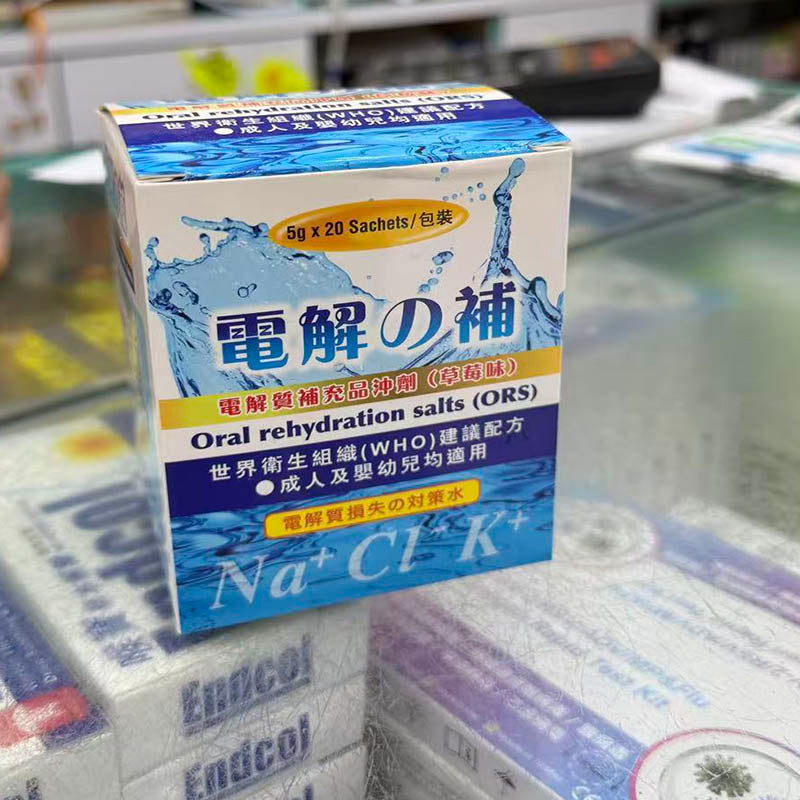 Oral rehydration salts (ORS)
世界衛生組織(WHO)建議配方
●成人及嬰幼兒均適用
5g x 20 Sachets/包裝
電解の補
電解質補充品沖劑（草莓味）
Oral rehydration salts (ORS)
世界衛生組織(WHO)建議配方
●成人及嬰幼兒均適用
電解質損失の対策水
Na⁺ Cl⁻ K⁺
Endcol
Endcol
Test Kit